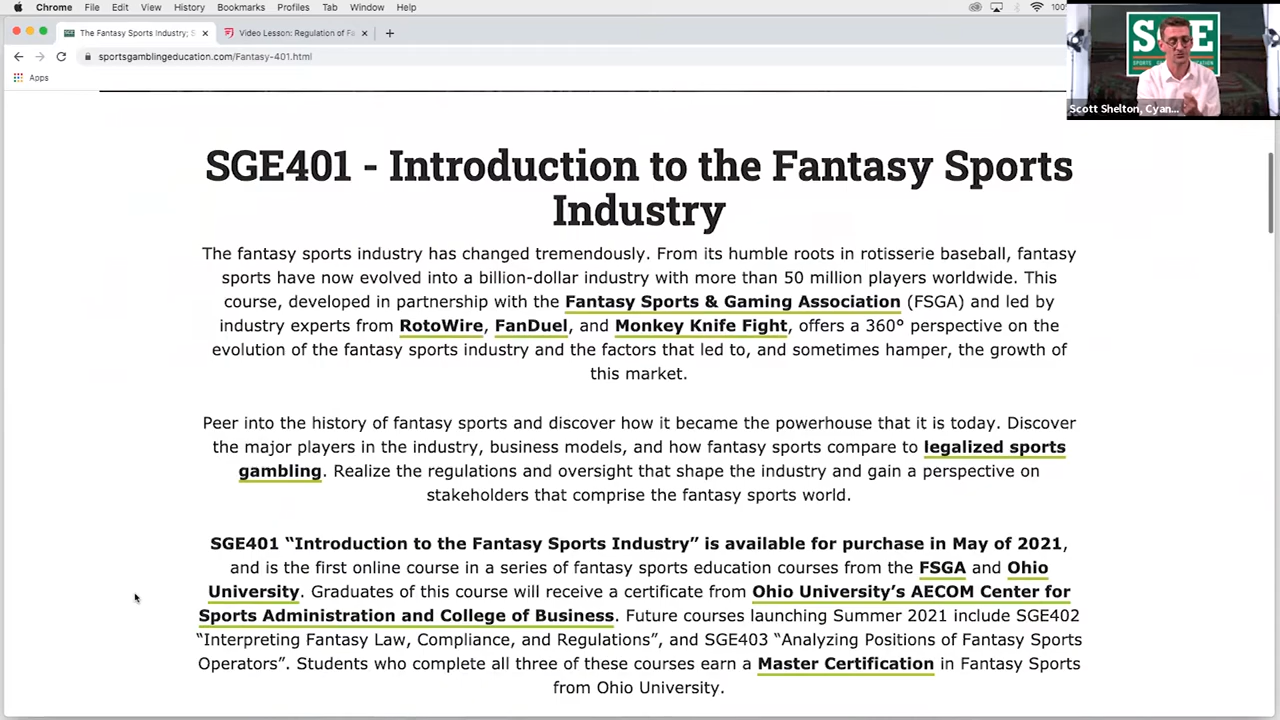 Chrome File Edit View History Bookmarks Profiles Tab Window Help 100
The Fantasy Sports Industry; S × Video Lesson: Regulation of Fa × +
sportsgamblingeducation.com/Fantasy-401.html
Apps
SGE
Scott Shelton, Cyan...
SGE401 - Introduction to the Fantasy Sports
Industry
The fantasy sports industry has changed tremendously. From its humble roots in rotisserie baseball, fantasy
sports have now evolved into a billion-dollar industry with more than 50 million players worldwide. This
course, developed in partnership with the Fantasy Sports & Gaming Association (FSGA) and led by
industry experts from RotoWire, FanDuel, and Monkey Knife Fight, offers a 360° perspective on the
evolution of the fantasy sports industry and the factors that led to, and sometimes hamper, the growth of
this market.
Peer into the history of fantasy sports and discover how it became the powerhouse that it is today. Discover
the major players in the industry, business models, and how fantasy sports compare to legalized sports
gambling. Realize the regulations and oversight that shape the industry and gain a perspective on
stakeholders that comprise the fantasy sports world.
SGE401 “Introduction to the Fantasy Sports Industry” is available for purchase in May of 2021,
and is the first online course in a series of fantasy sports education courses from the FSGA and Ohio
University. Graduates of this course will receive a certificate from Ohio University’s AECOM Center for
Sports Administration and College of Business. Future courses launching Summer 2021 include SGE402
“Interpreting Fantasy Law, Compliance, and Regulations”, and SGE403 “Analyzing Positions of Fantasy Sports
Operators”. Students who complete all three of these courses earn a Master Certification in Fantasy Sports
from Ohio University.